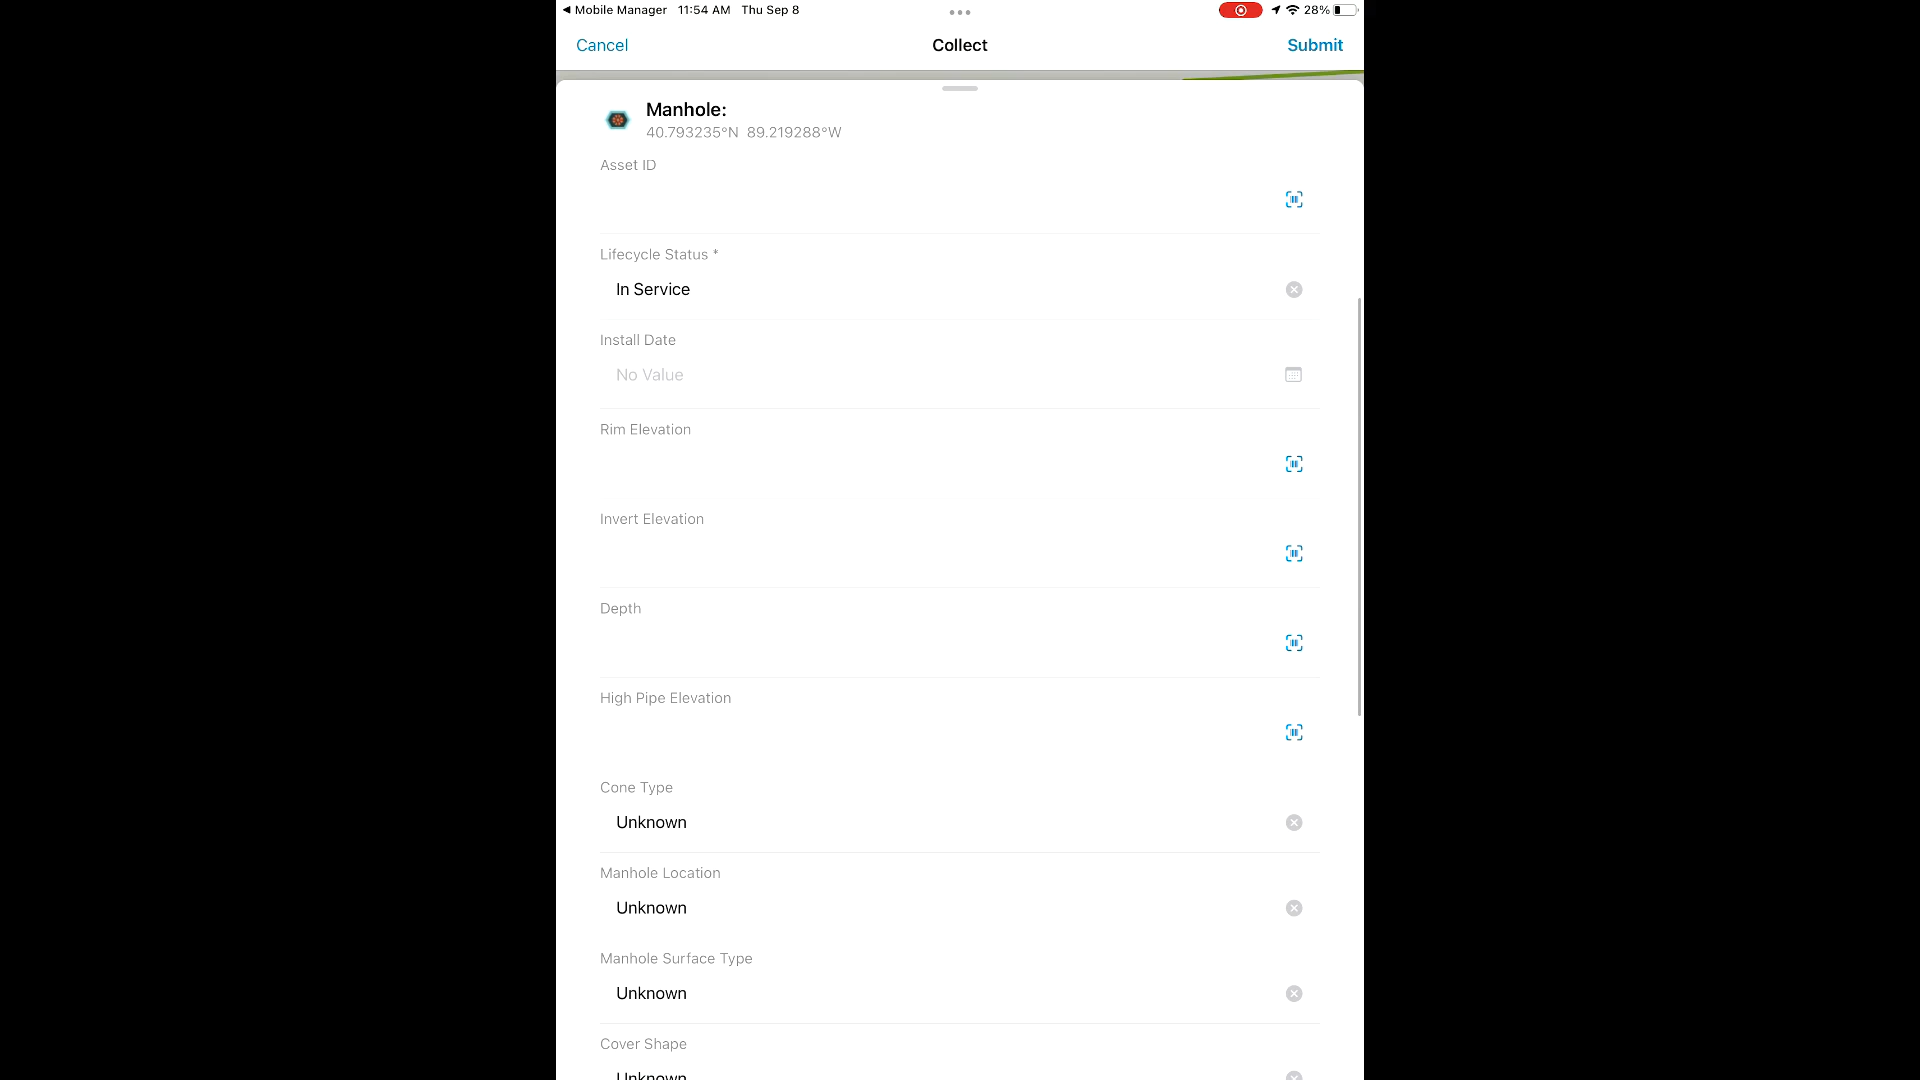 Mobile Manager 11:54 AM Thu Sep 8 28%
Cancel Collect Submit
Manhole:
40.793235°N 89.219288°W
Asset ID
Lifecycle Status *
In Service
Install Date
No Value
Rim Elevation
Invert Elevation
Depth
High Pipe Elevation
Cone Type
Unknown
Manhole Location
Unknown
Manhole Surface Type
Unknown
Cover Shape
Unknown